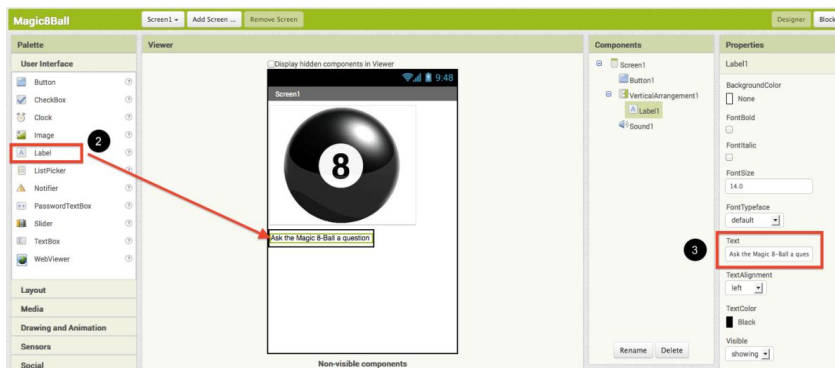 Magic8Ball
Screen1
Add Screen ...
Remove Screen
Designer
Block
Palette
User Interface
Button
CheckBox
Clock
Image
Label
ListPicker
Notifier
PasswordTextBox
Slider
TextBox
WebViewer
Layout
Media
Drawing and Animation
Sensors
Social
2
Viewer
Display hidden components in Viewer
9:48
Screen1
8
Ask the Magic 8-Ball a question
Non-visible components
Components
Screen1
Button1
VerticalArrangement1
Label1
Sound1
Rename
Delete
3
Properties
Label1
BackgroundColor
None
FontBold
FontItalic
FontSize
14.0
FontTypeface
default
Text
Ask the Magic 8-Ball a ques
TextAlignment
left
TextColor
Black
Visible
showing